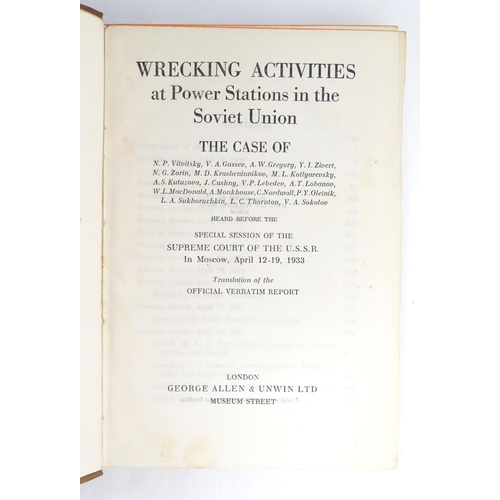 WRECKING ACTIVITIES
at Power Stations in the
Soviet Union
THE CASE OF
N. P. Vitvitsky, V. A. Gussev, A. W. Gregory, Y. I. Zivert,
N. G. Zorin, M. D. Krasheninnikov, M. L. Kotlyarevsky,
A. S. Kutuzova, J. Cushny, V. P. Lebedev, A. T. Lobanov,
W. L. MacDonald, A. Monkhouse, C. Nordwall, P. Y. Oleinik,
L. A. Sukhoruchkin, L. C. Thornton, V. A. Sokolov
HEARD BEFORE THE
SPECIAL SESSION OF THE
SUPREME COURT OF THE U.S.S.R.
In Moscow, April 12-19, 1933
Translation of the
OFFICIAL VERBATIM REPORT
LONDON
GEORGE ALLEN & UNWIN LTD
MUSEUM STREET